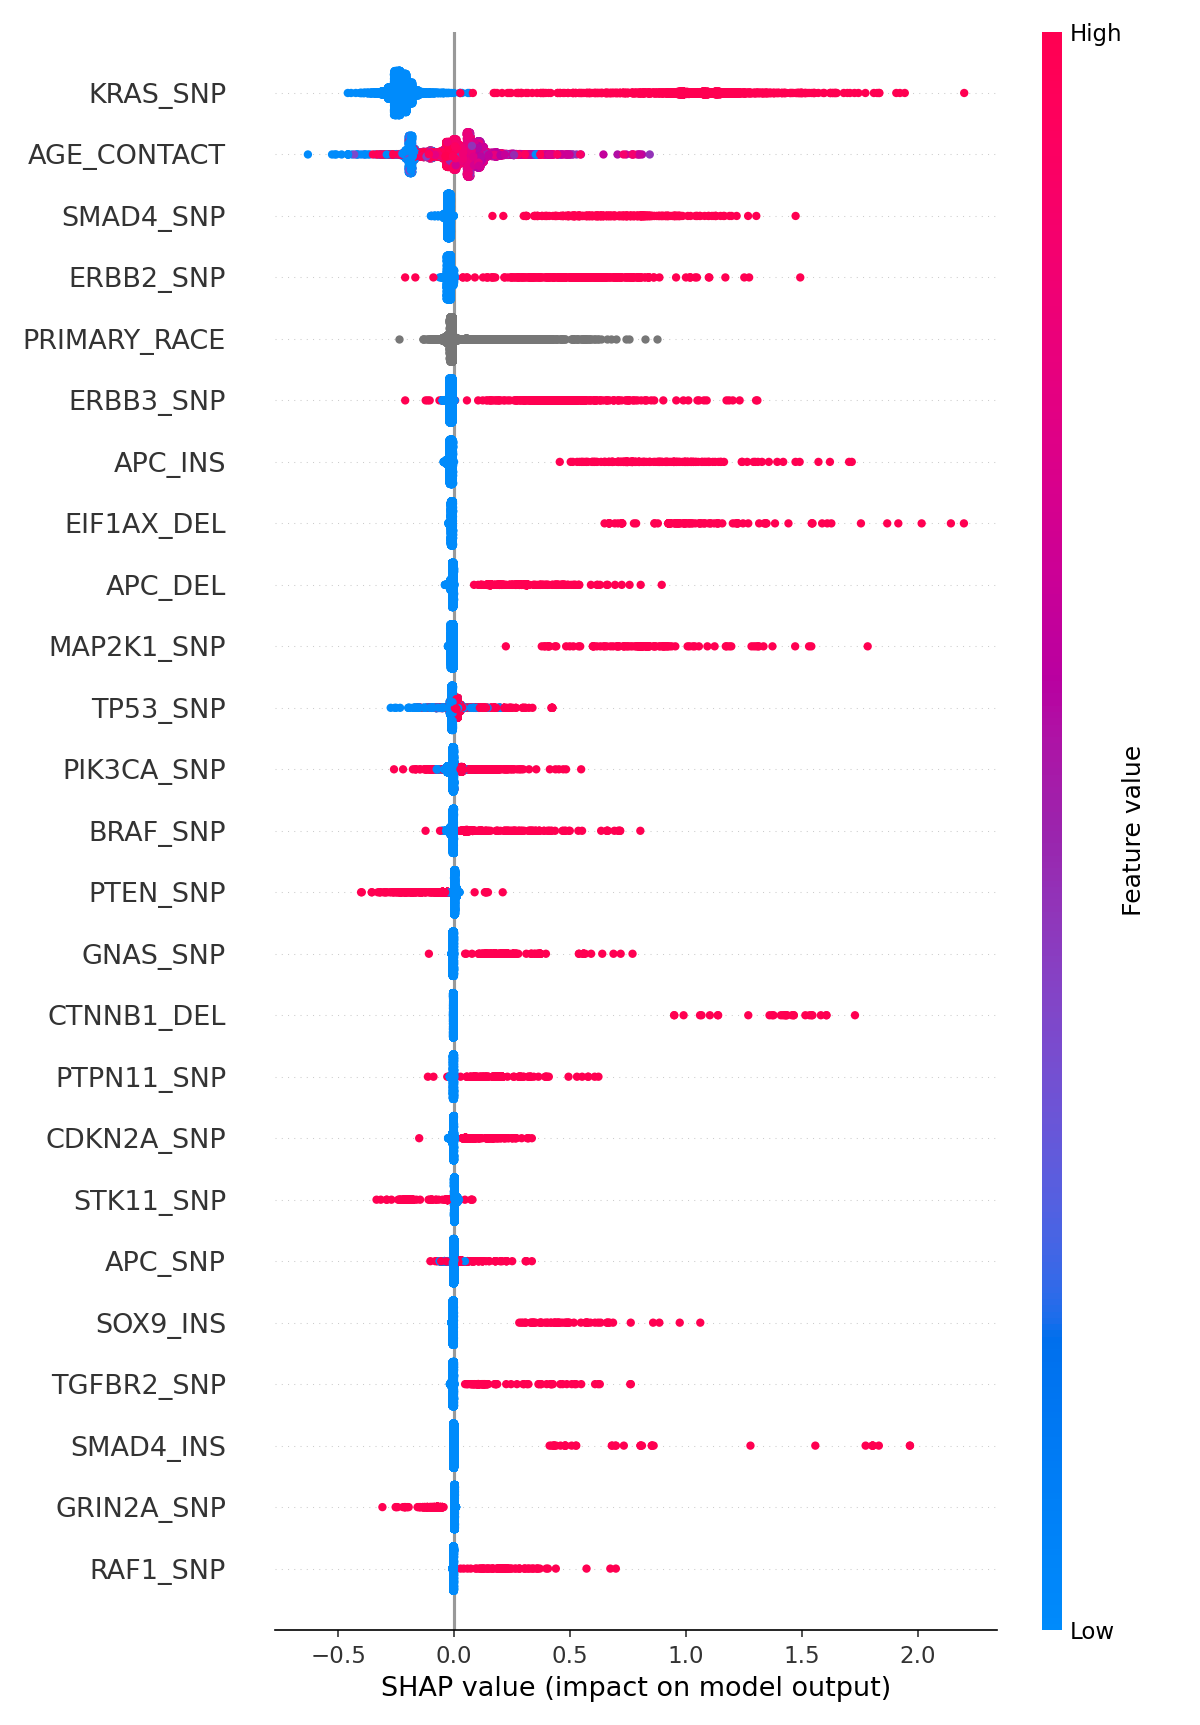 High
KRAS_SNP
AGE_CONTACT
SMAD4_SNP
ERBB2_SNP
PRIMARY_RACE
ERBB3_SNP
APC_INS
EIF1AX_DEL
APC_DEL
MAP2K1_SNP
TP53_SNP
PIK3CA_SNP
BRAF_SNP
PTEN_SNP
GNAS_SNP
CTNNB1_DEL
PTPN11_SNP
CDKN2A_SNP
STK11_SNP
APC_SNP
SOX9_INS
TGFBR2_SNP
SMAD4_INS
GRIN2A_SNP
RAF1_SNP
Feature value
Low
−0.5 0.0 0.5 1.0 1.5 2.0
SHAP value (impact on model output)